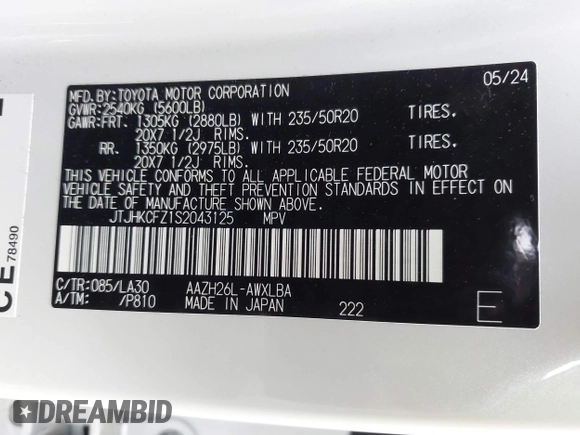 MFD.BY:TOYOTA MOTOR CORPORATION 05/24
GVWR:2540KG (5600LB)
GAWR:FRT. 1305KG (2880LB) WITH 235/50R20 TIRES.
20X7 1/2J RIMS.
RR. 1350KG (2975LB) WITH 235/50R20 TIRES.
20X7 1/2J RIMS.
THIS VEHICLE CONFORMS TO ALL APPLICABLE FEDERAL MOTOR
VEHICLE SAFETY AND THEFT PREVENTION STANDARDS IN EFFECT ON
THE DATE OF MANUFACTURE SHOWN ABOVE.
JTJHKCFZ1S2043125 MPV
C/TR:085/LA30 AAZH26L-AWXLBA
A/TM: /P810 MADE IN JAPAN 222 E
CE 78490
DREAMBID